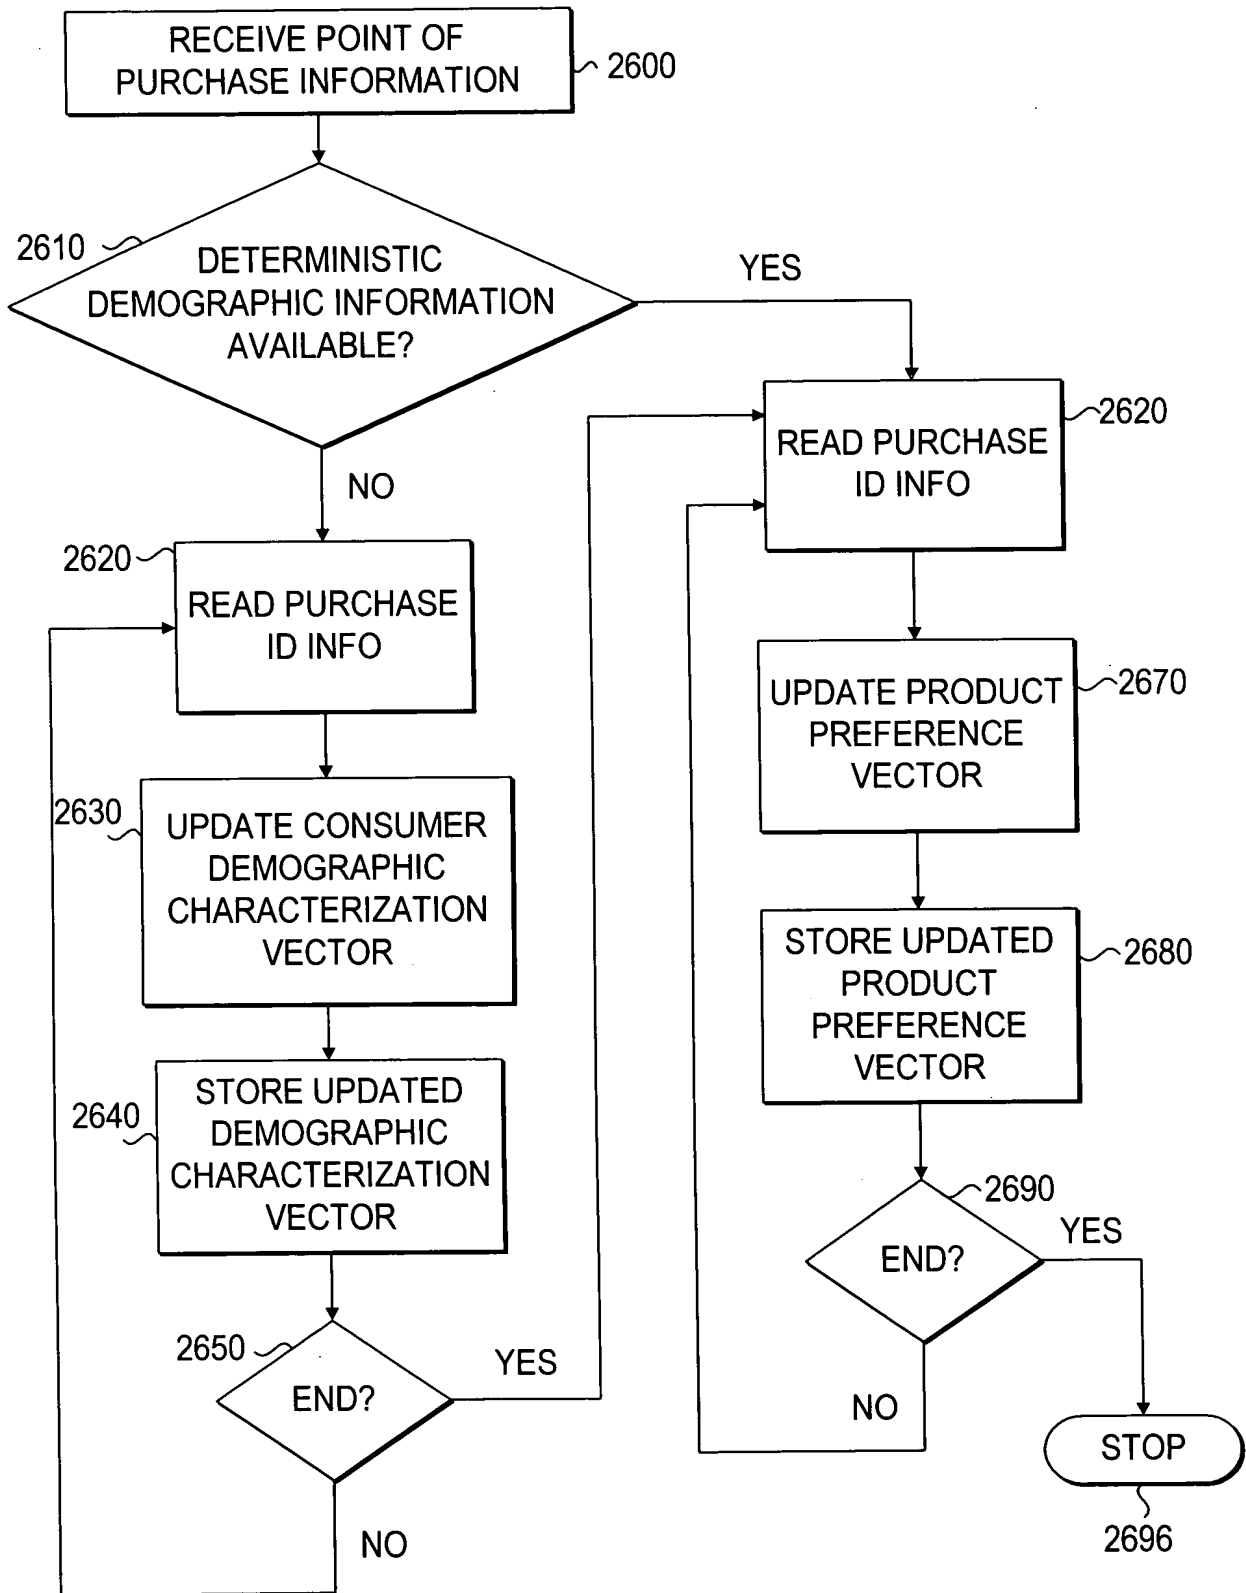 RECEIVE POINT OF
PURCHASE INFORMATION
2600
2610
DETERMINISTIC
DEMOGRAPHIC INFORMATION
AVAILABLE?
YES
NO
2620
READ PURCHASE
ID INFO
2630
UPDATE CONSUMER
DEMOGRAPHIC
CHARACTERIZATION
VECTOR
2640
STORE UPDATED
DEMOGRAPHIC
CHARACTERIZATION
VECTOR
2650
END?
YES
NO
2620
READ PURCHASE
ID INFO
2670
UPDATE PRODUCT
PREFERENCE
VECTOR
2680
STORE UPDATED
PRODUCT
PREFERENCE
VECTOR
2690
END?
YES
NO
STOP
2696